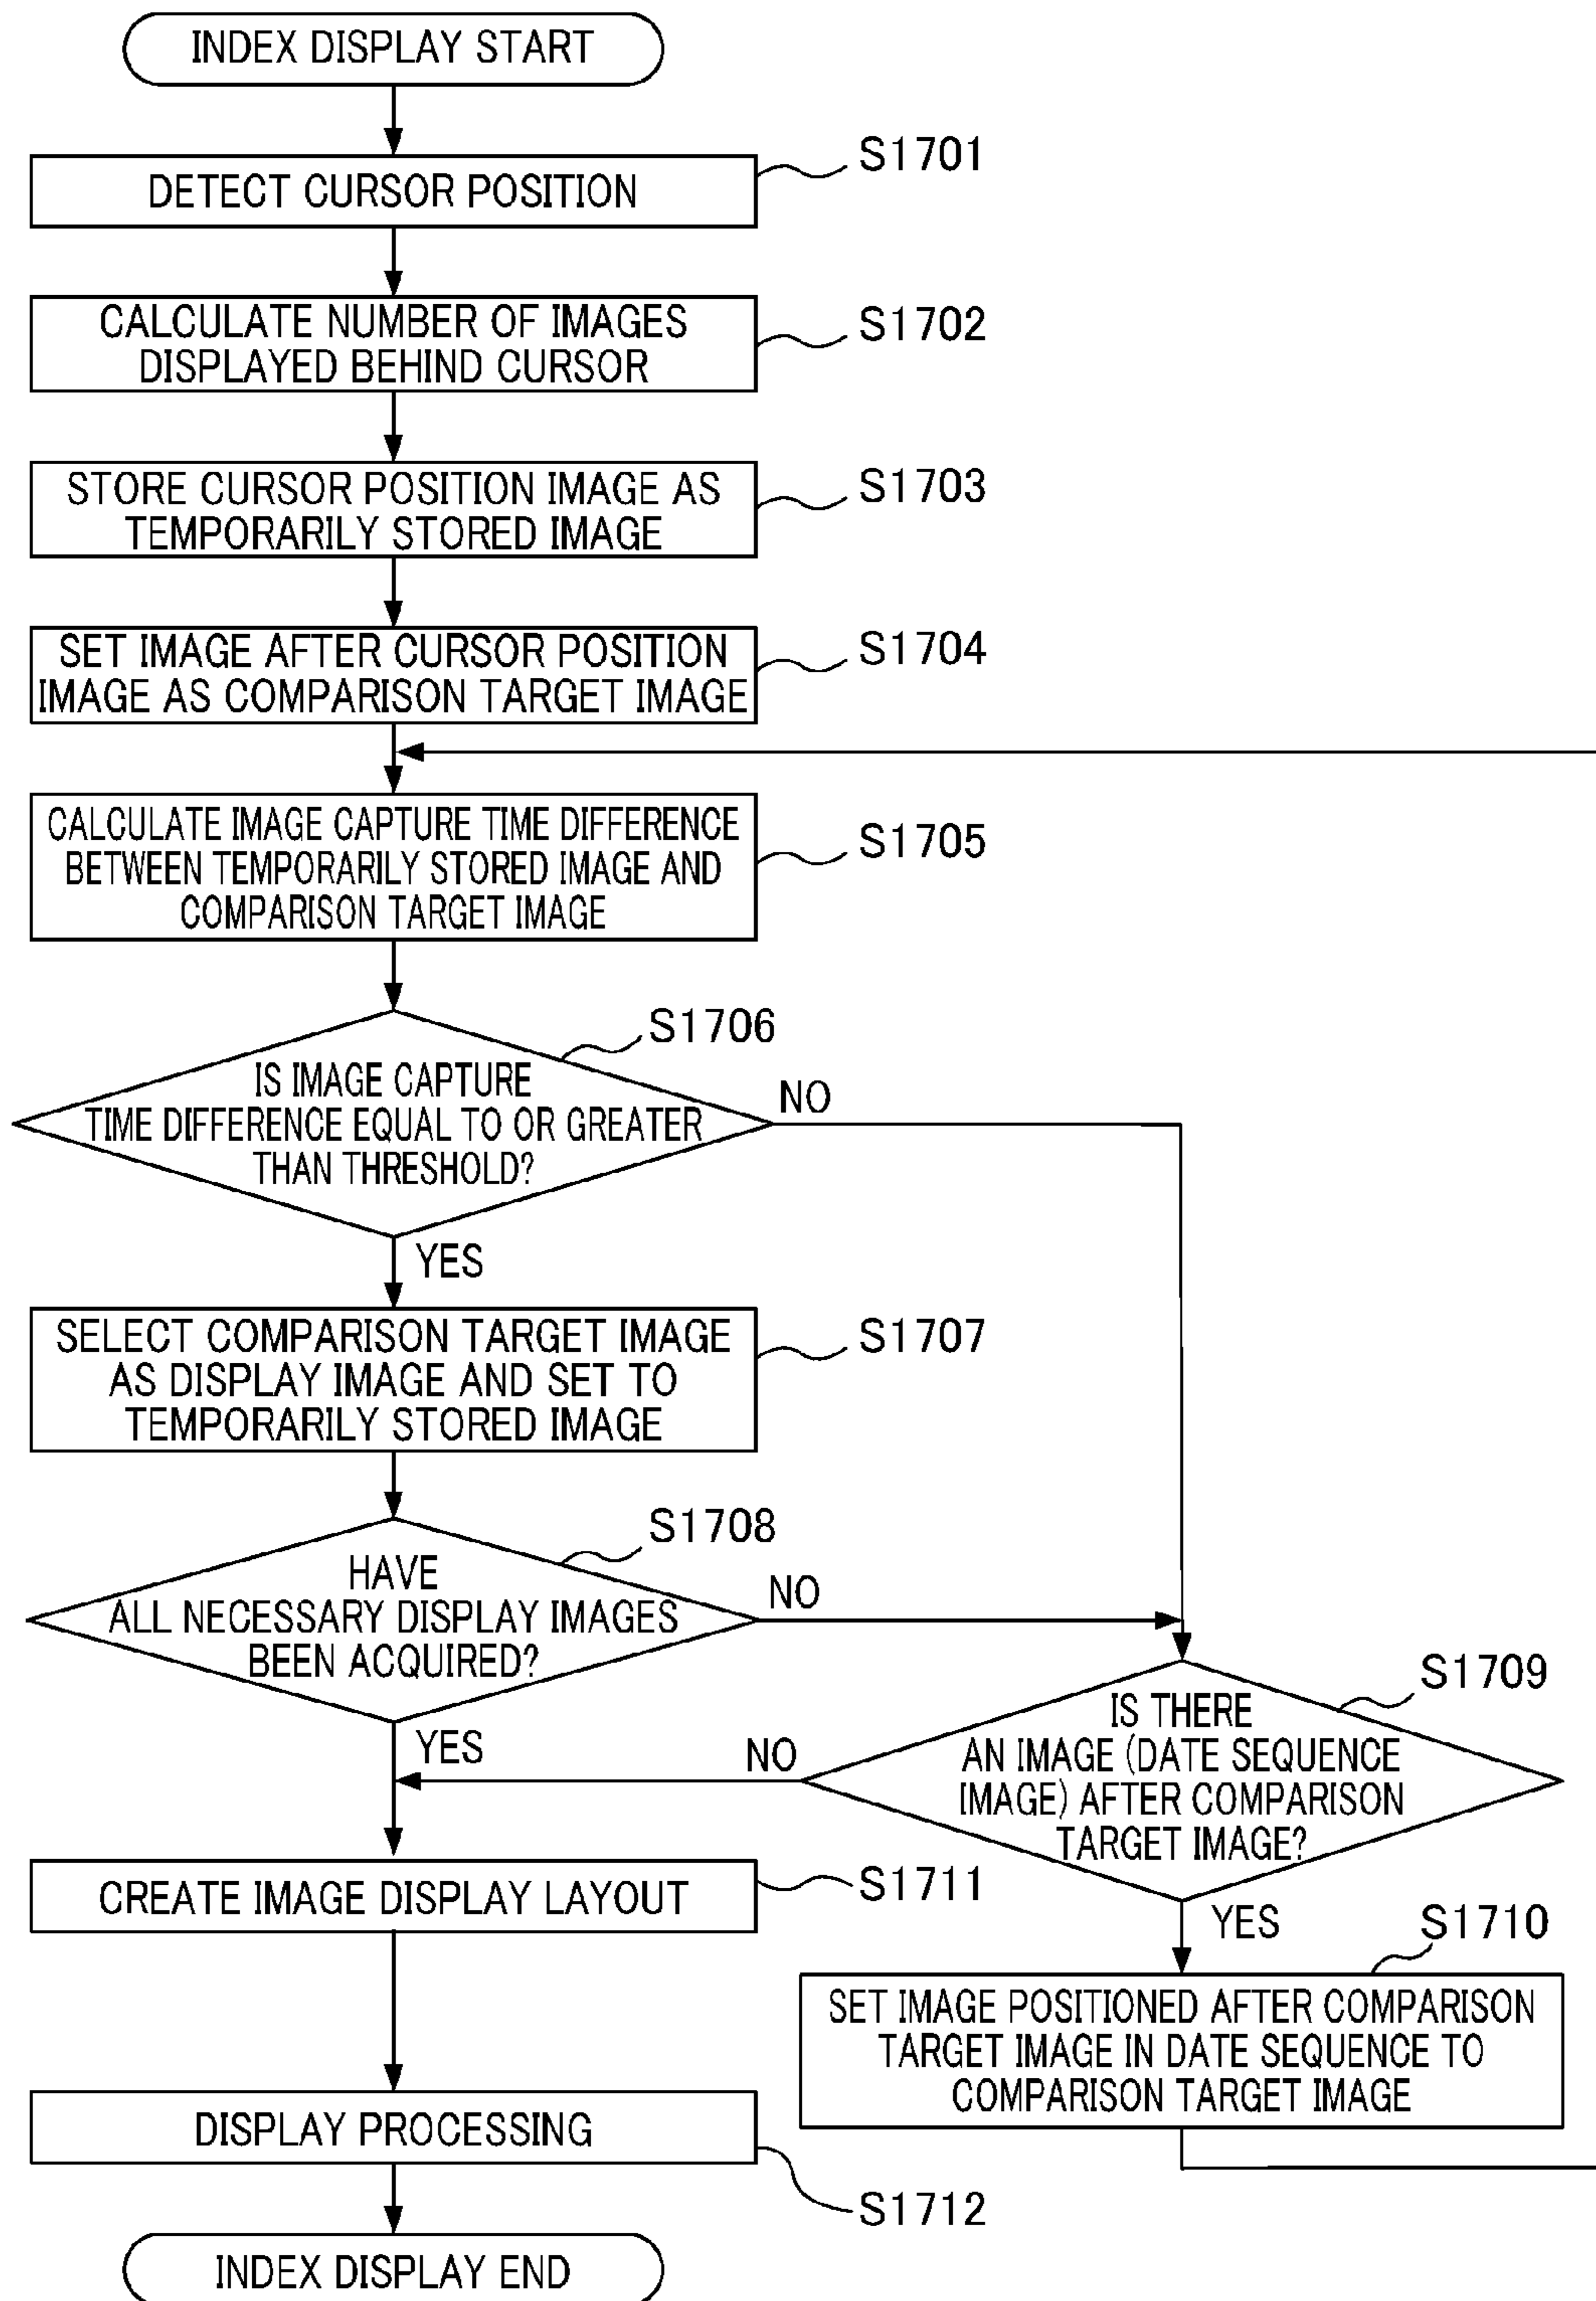 INDEX DISPLAY START
S1701
DETECT CURSOR POSITION
S1702
CALCULATE NUMBER OF IMAGES
DISPLAYED BEHIND CURSOR
S1703
STORE CURSOR POSITION IMAGE AS
TEMPORARILY STORED IMAGE
S1704
SET IMAGE AFTER CURSOR POSITION
IMAGE AS COMPARISON TARGET IMAGE
S1705
CALCULATE IMAGE CAPTURE TIME DIFFERENCE
BETWEEN TEMPORARILY STORED IMAGE AND
COMPARISON TARGET IMAGE
S1706
IS IMAGE CAPTURE
TIME DIFFERENCE EQUAL TO OR GREATER
THAN THRESHOLD?
NO
YES
S1707
SELECT COMPARISON TARGET IMAGE
AS DISPLAY IMAGE AND SET TO
TEMPORARILY STORED IMAGE
S1708
HAVE
ALL NECESSARY DISPLAY IMAGES
BEEN ACQUIRED?
NO
YES
S1709
IS THERE
AN IMAGE (DATE SEQUENCE
IMAGE) AFTER COMPARISON
TARGET IMAGE?
NO
YES
S1710
SET IMAGE POSITIONED AFTER COMPARISON
TARGET IMAGE IN DATE SEQUENCE TO
COMPARISON TARGET IMAGE
S1711
CREATE IMAGE DISPLAY LAYOUT
DISPLAY PROCESSING
S1712
INDEX DISPLAY END